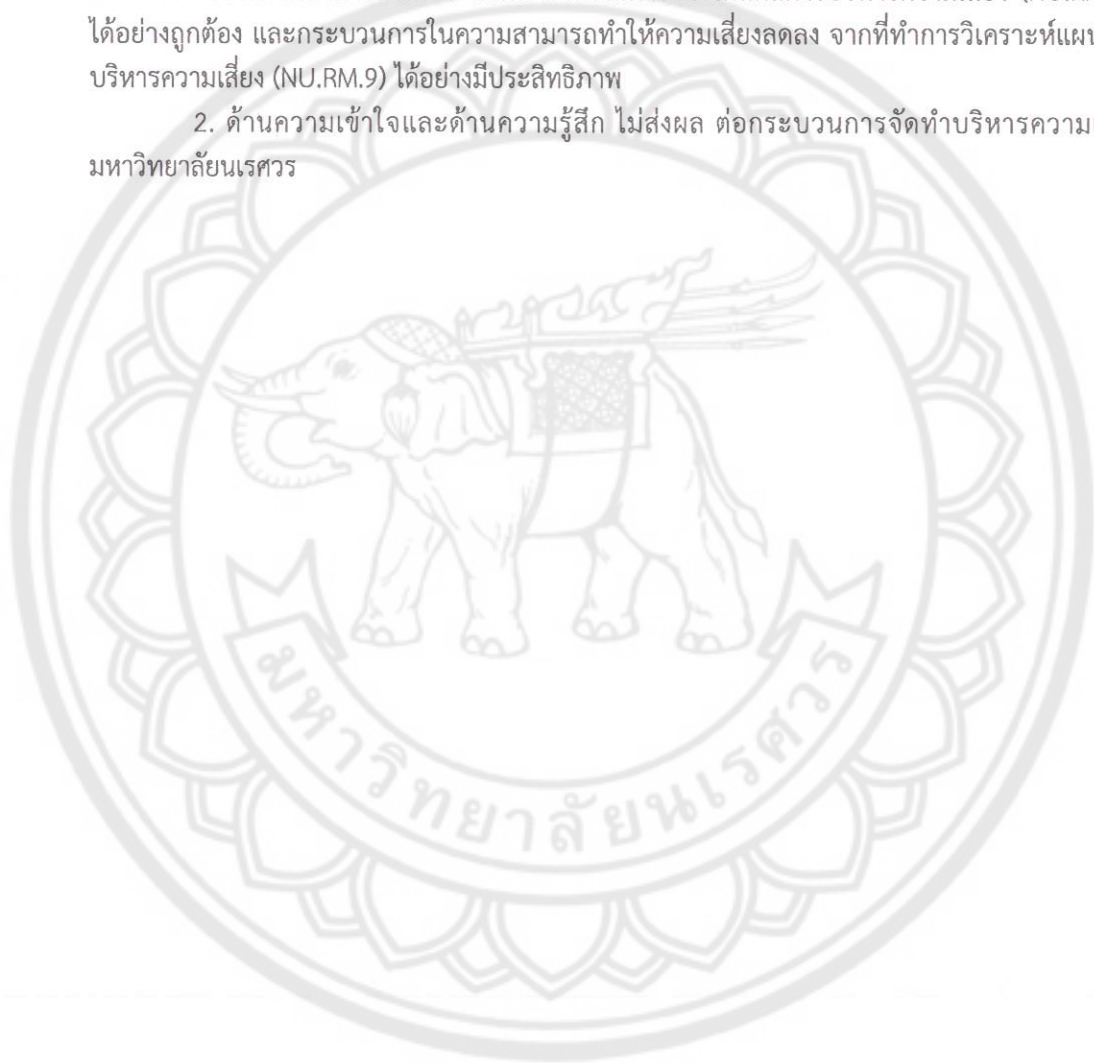 ได้อย่างถูกต้อง และกระบวนการในความสามารถทำให้ความเสี่ยงลดลง จากที่ทำการวิเคราะห์แผน
บริหารความเสี่ยง (NU.RM.9) ได้อย่างมีประสิทธิภาพ
2. ด้านความเข้าใจและด้านความรู้สึก ไม่ส่งผล ต่อกระบวนการจัดทำบริหารความ
มหาวิทยาลัยนเรศวร
มหาวิทยาลัยนเรศวร